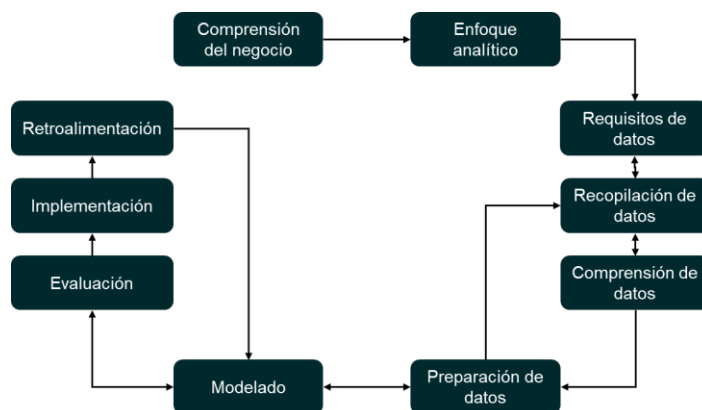 Comprensión
del negocio
Enfoque
analítico
Requisitos de
datos
Recopilación de
datos
Comprensión de
datos
Preparación de
datos
Modelado
Evaluación
Implementación
Retroalimentación